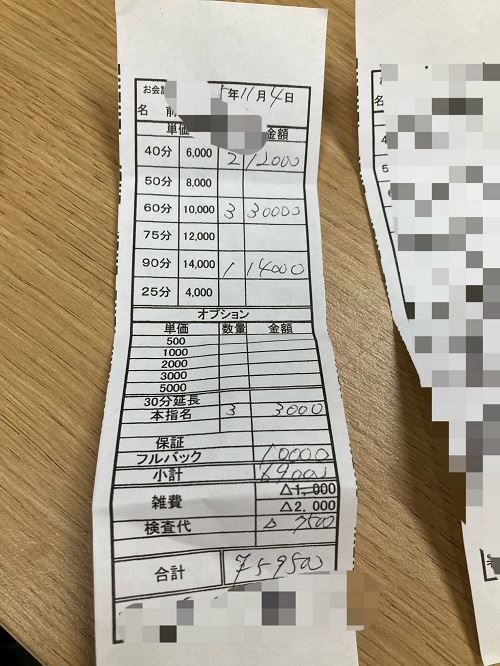 お会計
年11月4日
名 前
単価 金額
40分 6,000 2 12000
50分 8,000
60分 10,000 3 30000
75分 12,000
90分 14,000 1 14000
25分 4,000
オプション
単価 数量 金額
500
1000
2000
3000
5000
30分延長
本指名 3 3000
保証
フルバック 10000
小計 69000
雑費 △1,000
△2,000
検査代 △ 7500
合計 759500